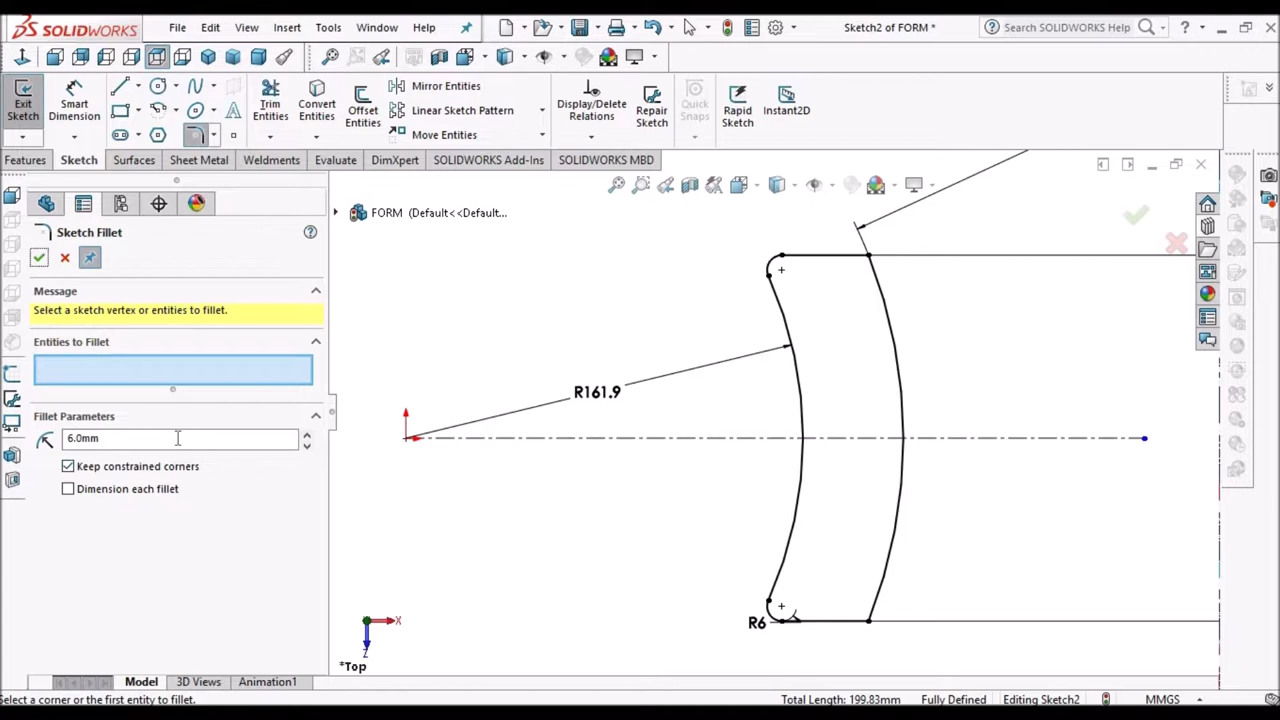 SOLIDWORKS File Edit View Insert Tools Window Help Sketch2 of FORM * Search SOLIDWORKS Help
Exit Sketch
Smart Dimension
Trim Entities
Convert Entities
Offset Entities
Mirror Entities
Linear Sketch Pattern
Move Entities
Display/Delete Relations
Repair Sketch
Quick Snaps
Rapid Sketch
Instant2D
Features Sketch Surfaces Sheet Metal Weldments Evaluate DimXpert SOLIDWORKS Add-Ins SOLIDWORKS MBD
FORM (Default<<Default...
Sketch Fillet
Message
Select a sketch vertex or entities to fillet.
Entities to Fillet
Fillet Parameters
6.0mm
Keep constrained corners
Dimension each fillet
R161.9
R6
X
Z
*Top
Model 3D Views Animation1
Select a corner or the first entity to fillet. Total Length: 199.83mm Fully Defined Editing Sketch2 MMGS